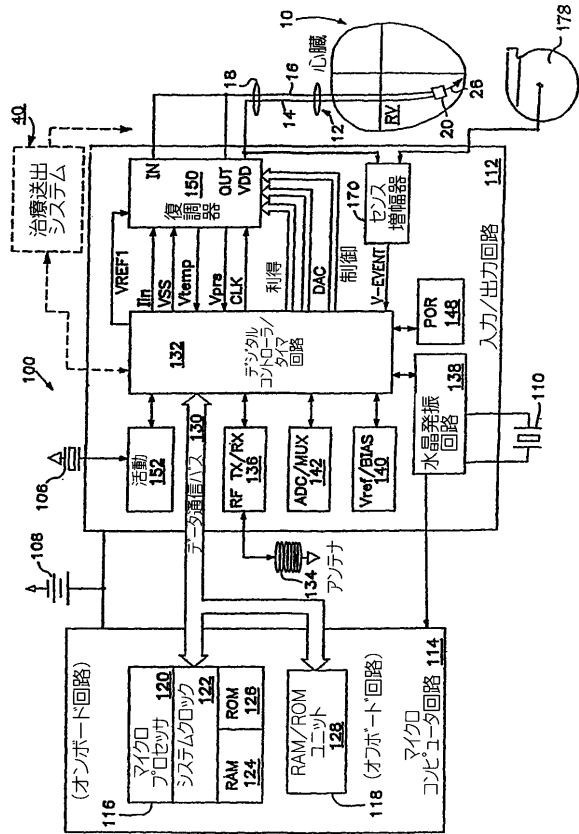 100
40
治療送出
システム
108
106
18
16
14
12
心臓
10
RV
20
26
178
(オンボード回路)
マイクロ
プロセッサ
120
システムクロック
122
RAM
124
ROM
126
116
RAM/ROM
ユニット
128
118
(オフボード回路)
マイクロ
コンピュータ回路
114
データ通信バス
130
活動
152
RF TX/RX
136
134
アンテナ
ADC/MUX
142
Vref/BIAS
140
水晶発振
回路
138
110
POR
148
132
デジタル
コントローラ/
タイマ
回路
VREF1
IIn
VSS
Vtemp
Vprs
CLK
利得
DAC
制御
V-EVENT
IN
150
復調器
OUT
VDD
170
センス
増幅器
入力/出力回路
112